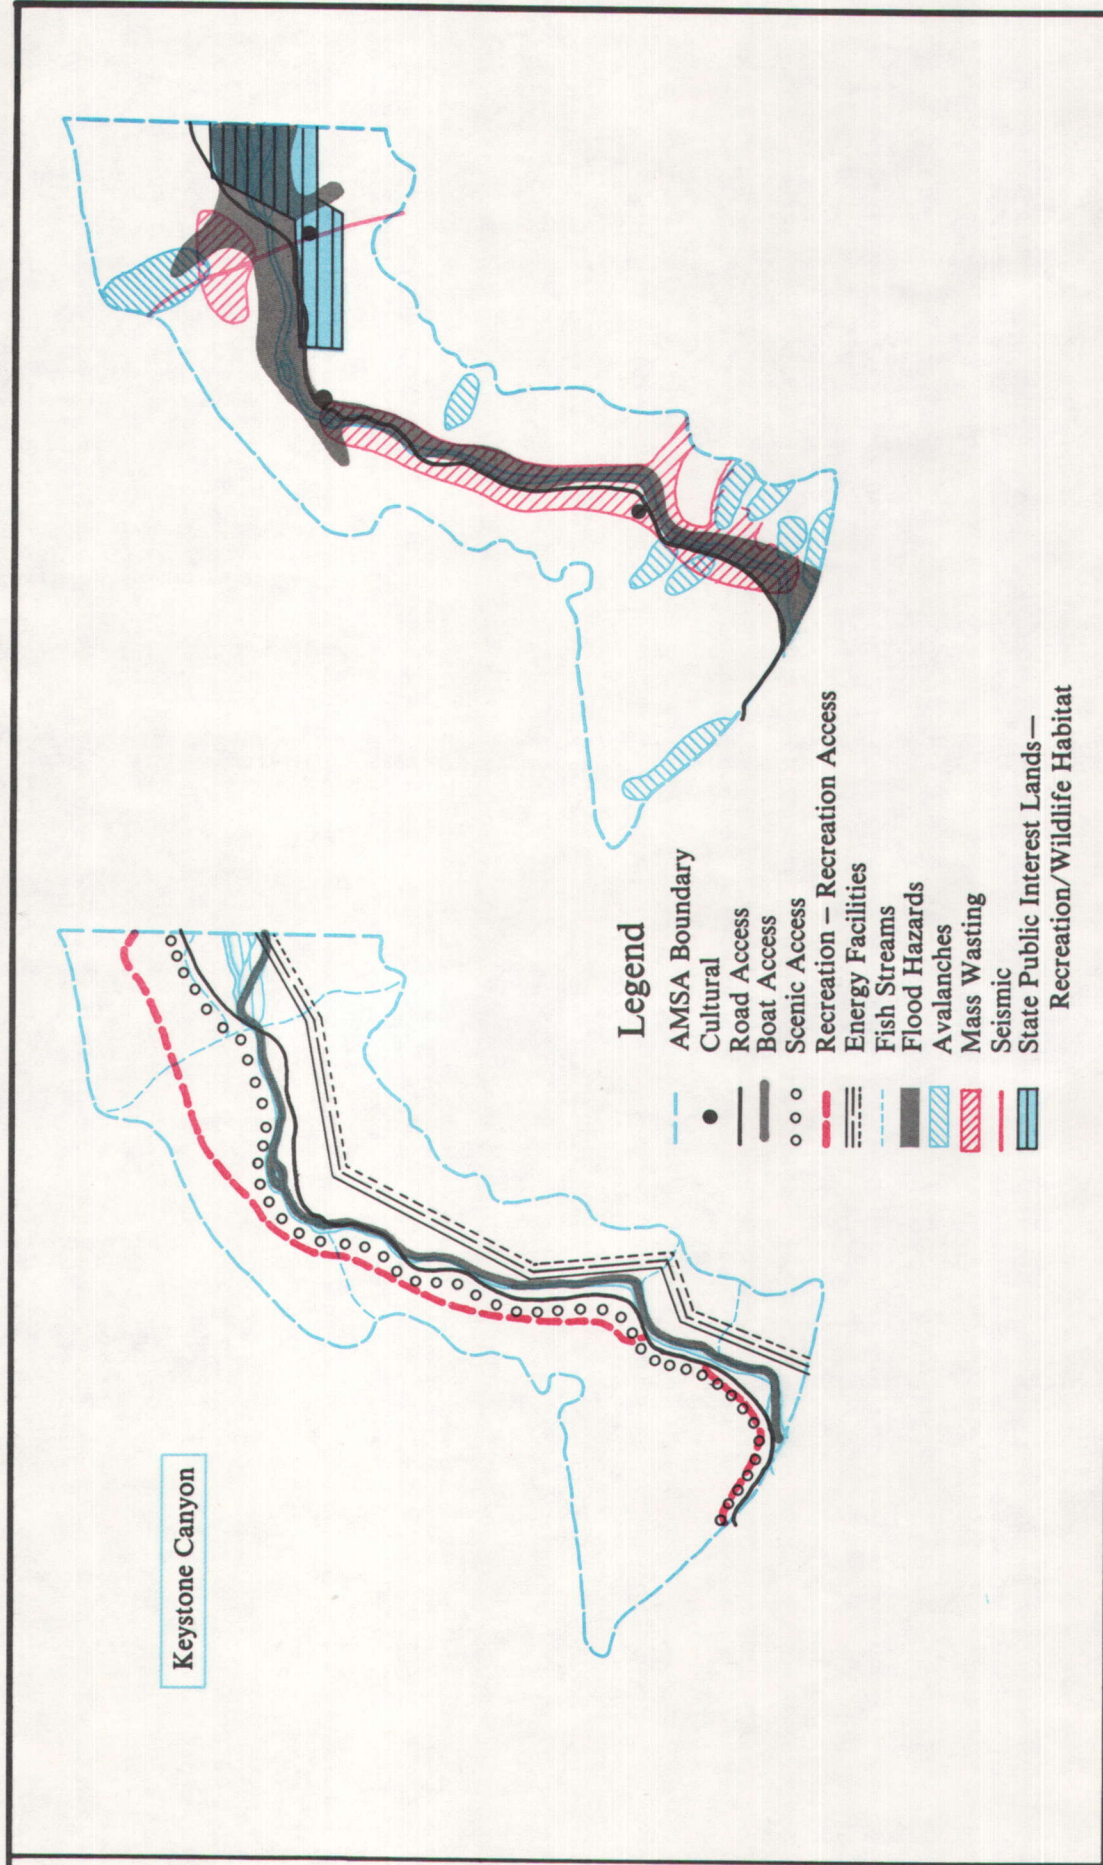 Keystone Canyon
Legend
AMSA Boundary
Cultural
Road Access
Boat Access
Scenic Access
Recreation – Recreation Access
Energy Facilities
Fish Streams
Flood Hazards
Avalanches
Mass Wasting
Seismic
State Public Interest Lands—
Recreation/Wildlife Habitat